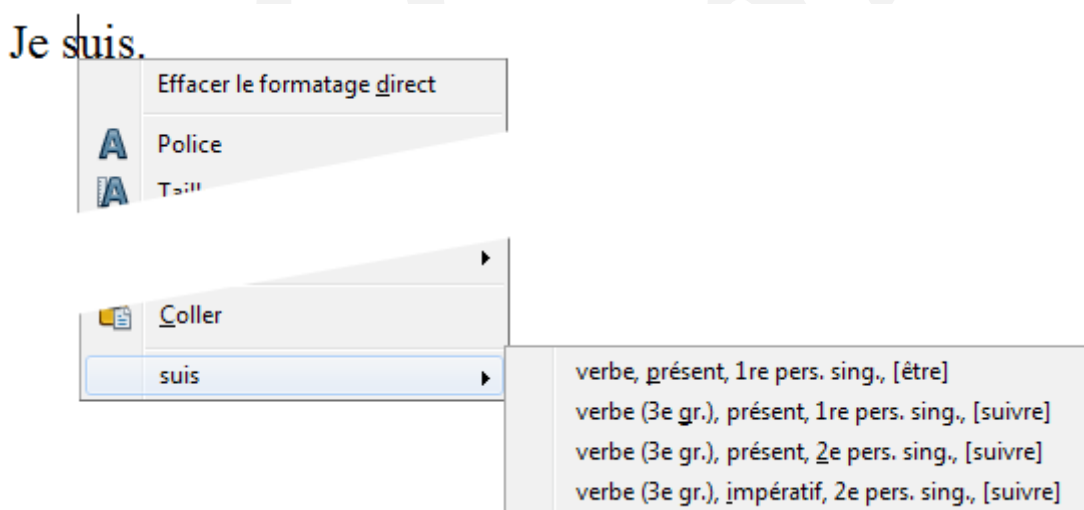 Je suis.
Effacer le formatage direct
Police
Coller
suis
verbe, présent, 1re pers. sing., [être]
verbe (3e gr.), présent, 1re pers. sing., [suivre]
verbe (3e gr.), présent, 2e pers. sing., [suivre]
verbe (3e gr.), impératif, 2e pers. sing., [suivre]